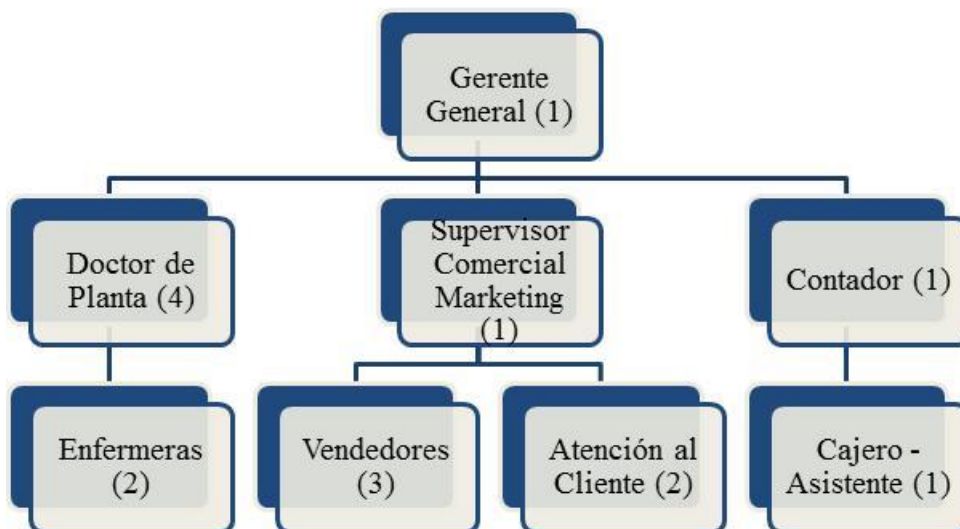 Gerente
General (1)
Doctor de
Planta (4)
Supervisor
Comercial
Marketing
(1)
Contador (1)
Enfermeras
(2)
Vendedores
(3)
Atención al
Cliente (2)
Cajero -
Asistente (1)